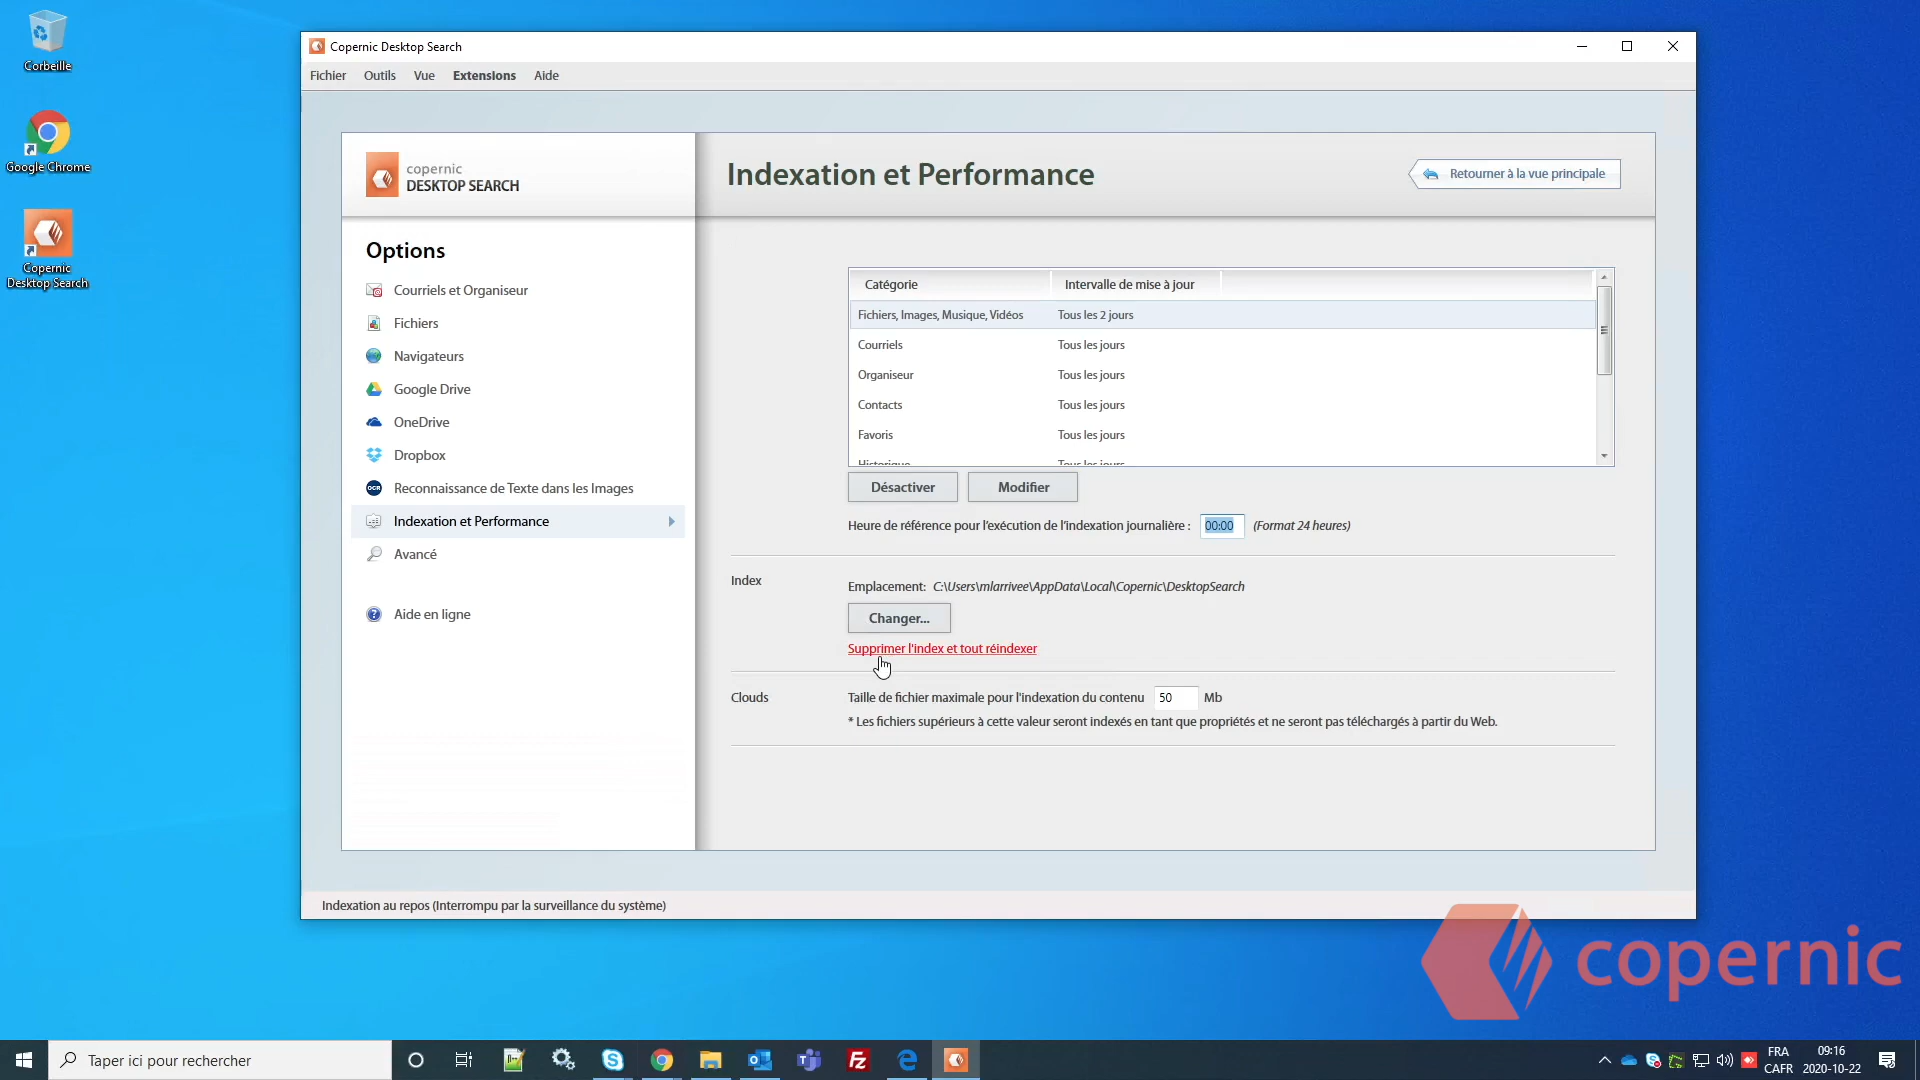 Corbeille
Google Chrome
Copernic
Desktop Search
Copernic Desktop Search
Fichier Outils Vue Extensions Aide
copernic
DESKTOP SEARCH
Indexation et Performance
Retourner à la vue principale
Options
Courriels et Organiseur
Fichiers
Navigateurs
Google Drive
OneDrive
Dropbox
OCR Reconnaissance de Texte dans les Images
Indexation et Performance
Avancé
Aide en ligne
Catégorie Intervalle de mise à jour
Fichiers, Images, Musique, Vidéos Tous les 2 jours
Courriels Tous les jours
Organiseur Tous les jours
Contacts Tous les jours
Favoris Tous les jours
Historique Tous les jours
Désactiver Modifier
Heure de référence pour l'exécution de l'indexation journalière : 00:00 (Format 24 heures)
Index
Emplacement: C:\Users\mlarrivee\AppData\Local\Copernic\DesktopSearch
Changer...
Supprimer l'index et tout réindexer
Clouds
Taille de fichier maximale pour l'indexation du contenu 50 Mb
* Les fichiers supérieurs à cette valeur seront indexés en tant que propriétés et ne seront pas téléchargés à partir du Web.
Indexation au repos (Interrompu par la surveillance du système)
copernic
Taper ici pour rechercher
FRA
CAFR
09:16
2020-10-22